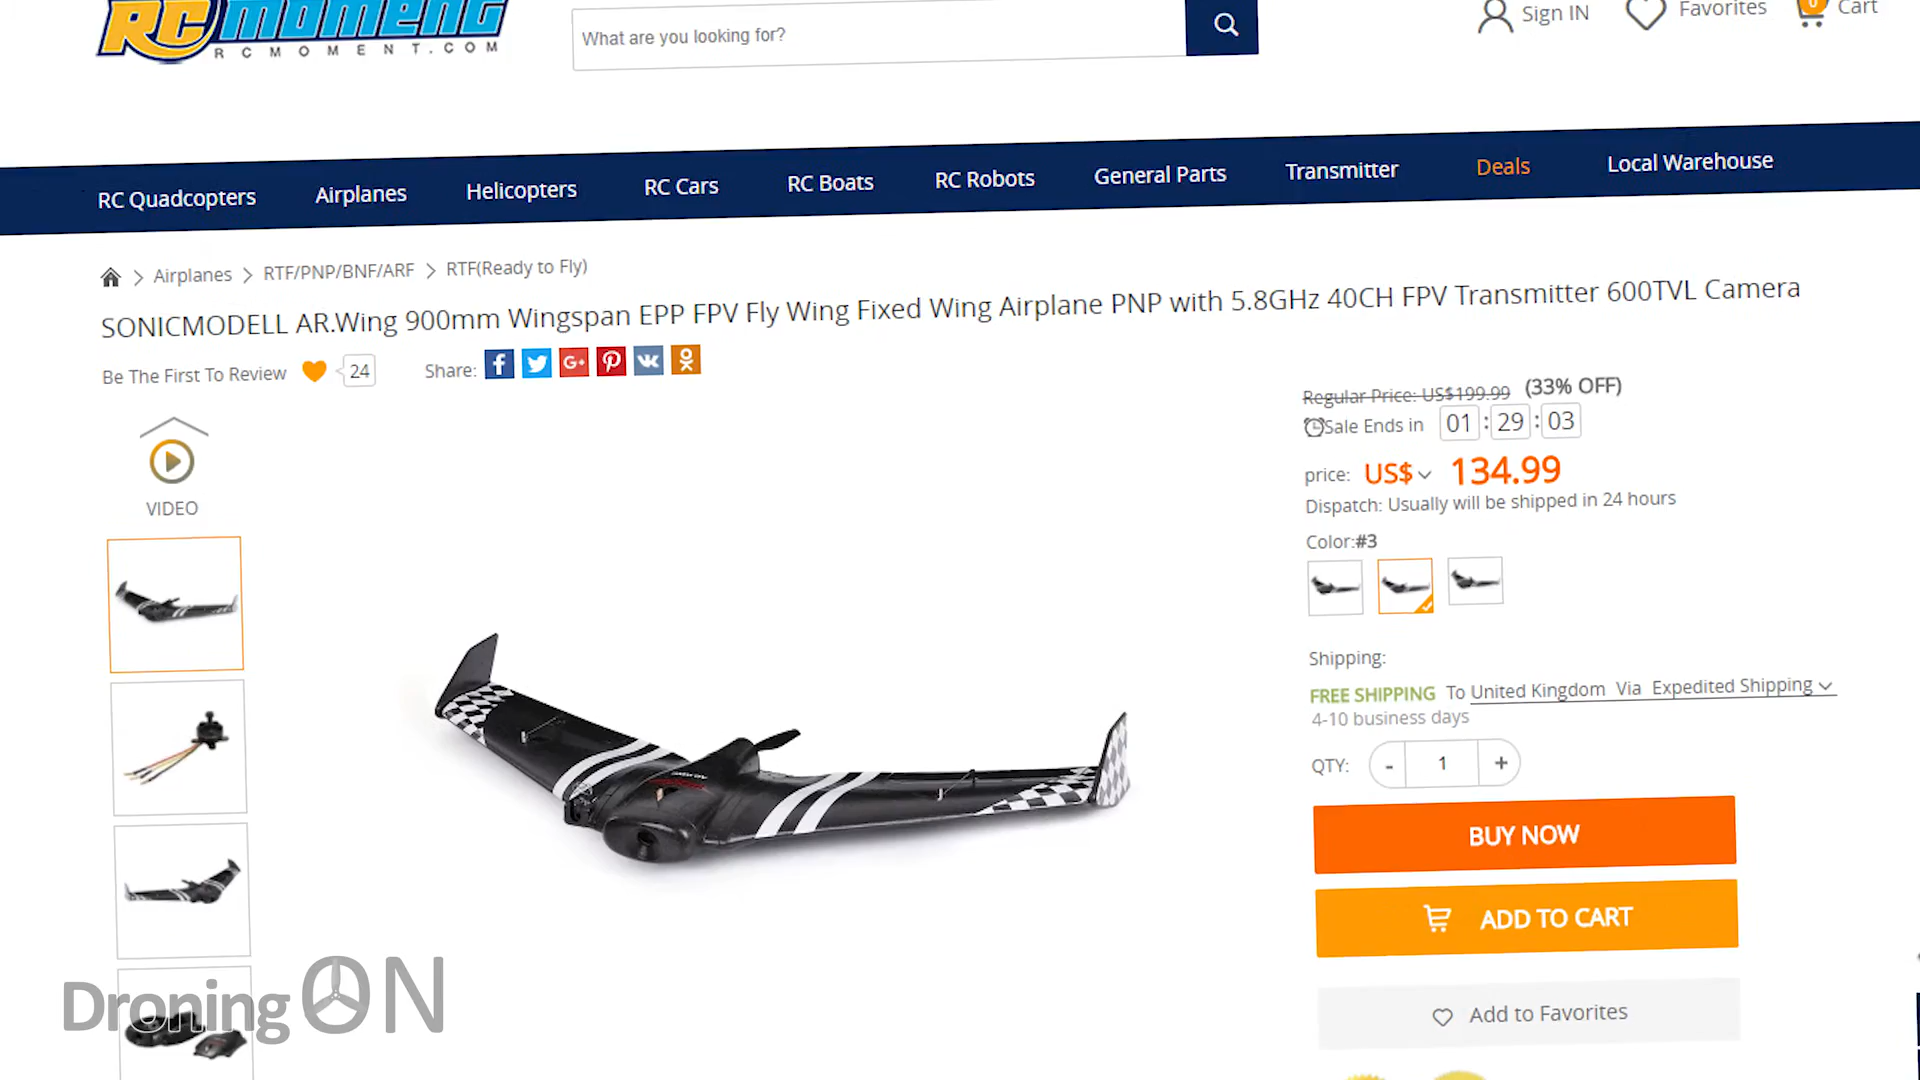 RC moment
RCMOMENT.COM
What are you looking for?
Sign IN
Favorites
0
Cart
RC Quadcopters
Airplanes
Helicopters
RC Cars
RC Boats
RC Robots
General Parts
Transmitter
Deals
Local Warehouse
Airplanes > RTF/PNP/BNF/ARF > RTF(Ready to Fly)
SONICMODELL AR.Wing 900mm Wingspan EPP FPV Fly Wing Fixed Wing Airplane PNP with 5.8GHz 40CH FPV Transmitter 600TVL Camera
Be The First To Review
24
Share:
VIDEO
Regular Price: US$199.99 (33% OFF)
Sale Ends in 01 : 29 : 03
price: US$ 134.99
Dispatch: Usually will be shipped in 24 hours
Color:#3
Shipping:
FREE SHIPPING To United Kingdom Via Expedited Shipping
4-10 business days
QTY: - 1 +
BUY NOW
ADD TO CART
Add to Favorites
Droning ON